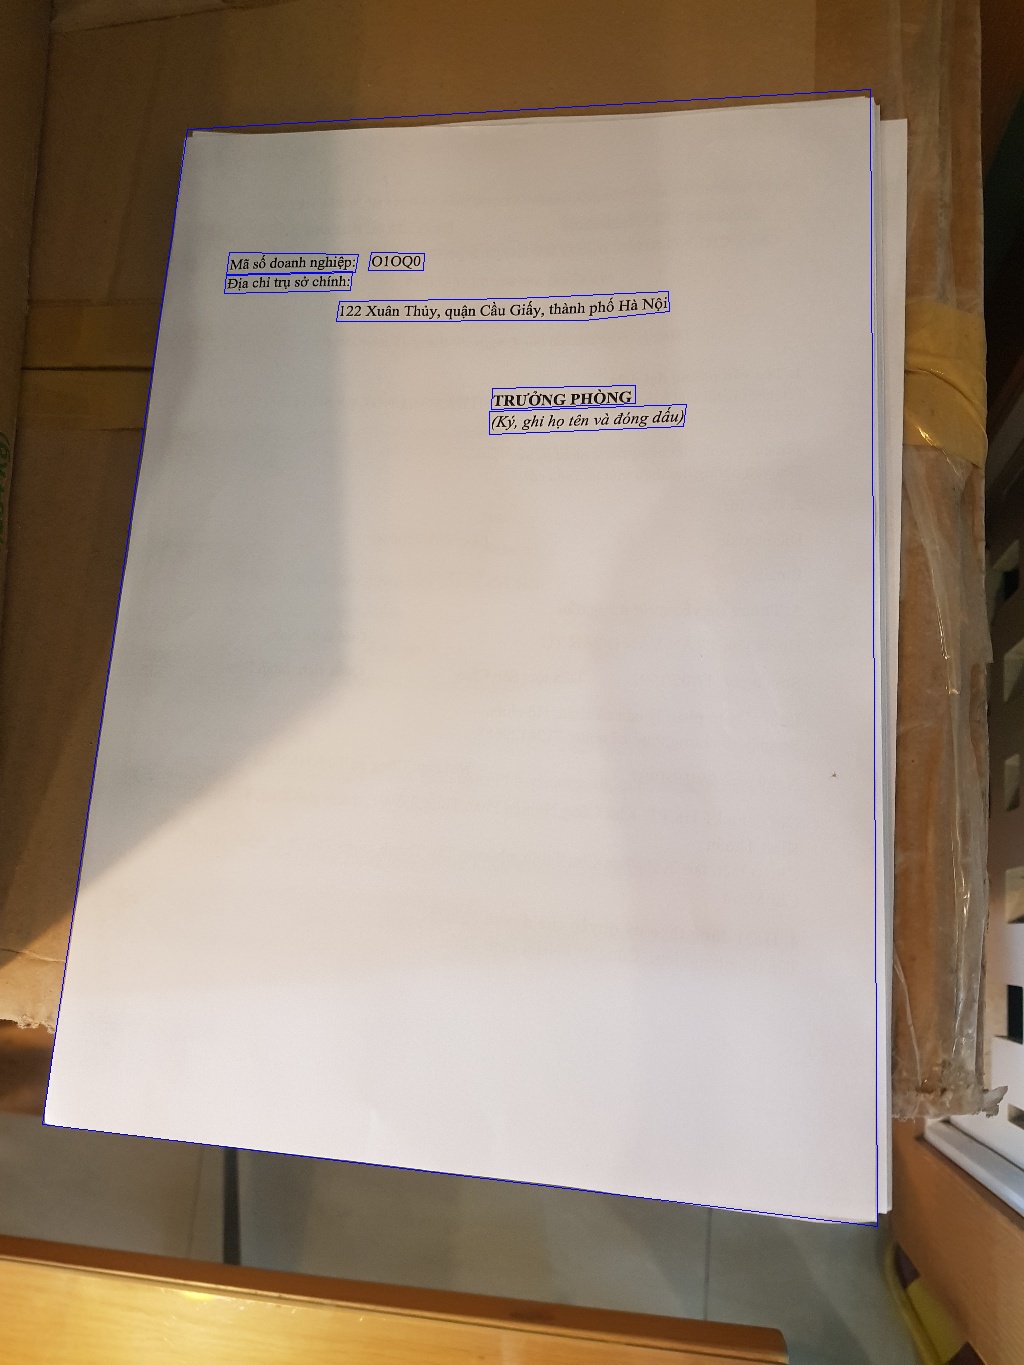 Mã số doanh nghiệp: O1OQ0
Địa chỉ trụ sở chính:
122 Xuân Thủy, quận Cầu Giấy, thành phố Hà Nội
TRƯỞNG PHÒNG
(Ký, ghi họ tên và đóng dấu)